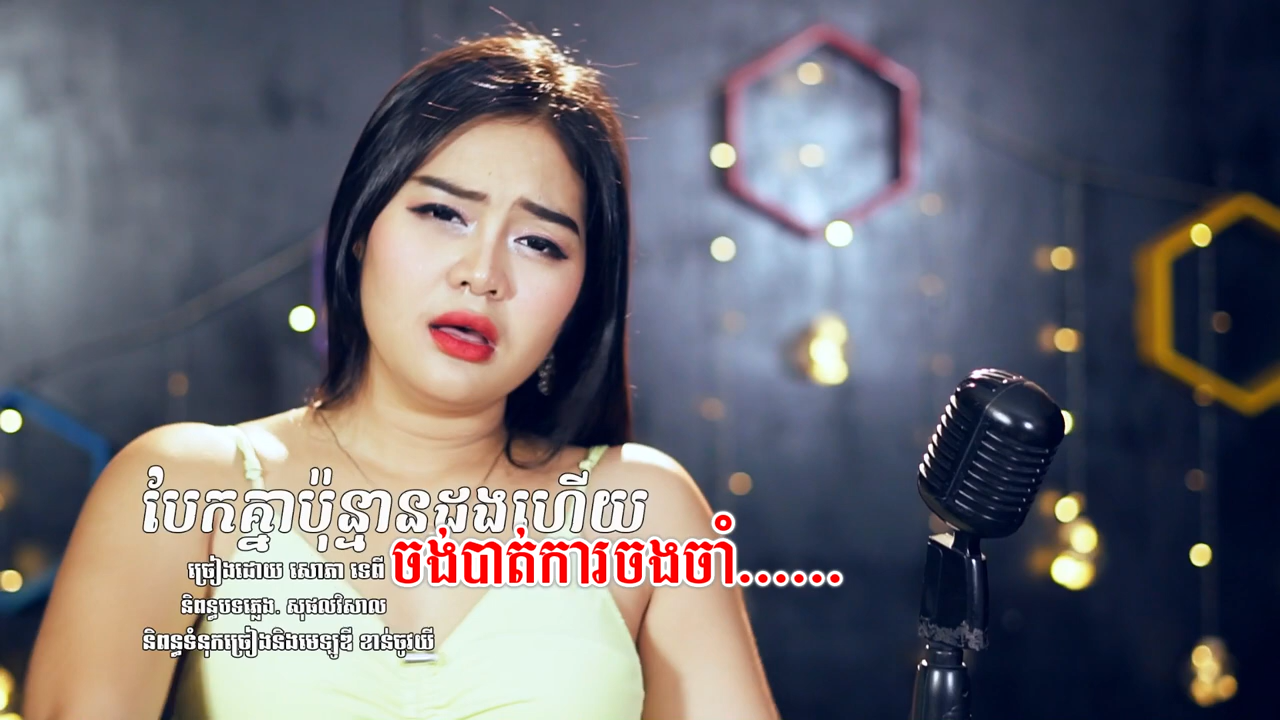 បែកគ្នាប៉ុន្មានដងហើយ
ចង់បាត់ការចងចាំ......
ច្រៀងដោយ សោភា ទេពី
និពន្ធបទភ្លេង. សុផលវិសាល
និពន្ធទំនុកច្រៀងនិងមេឡូឌី ខាន់ចូវឃី